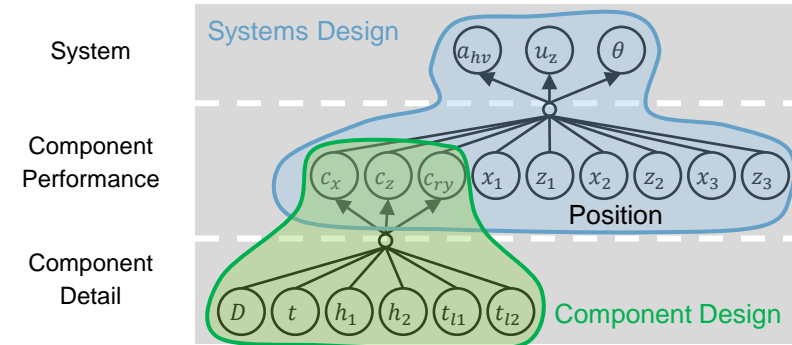 System
Systems Design
a_hv u_z θ
Component
Performance
c_x c_z c_ry x_1 z_1 x_2 z_2 x_3 z_3
Position
Component
Detail
D t h_1 h_2 t_l1 t_l2
Component Design